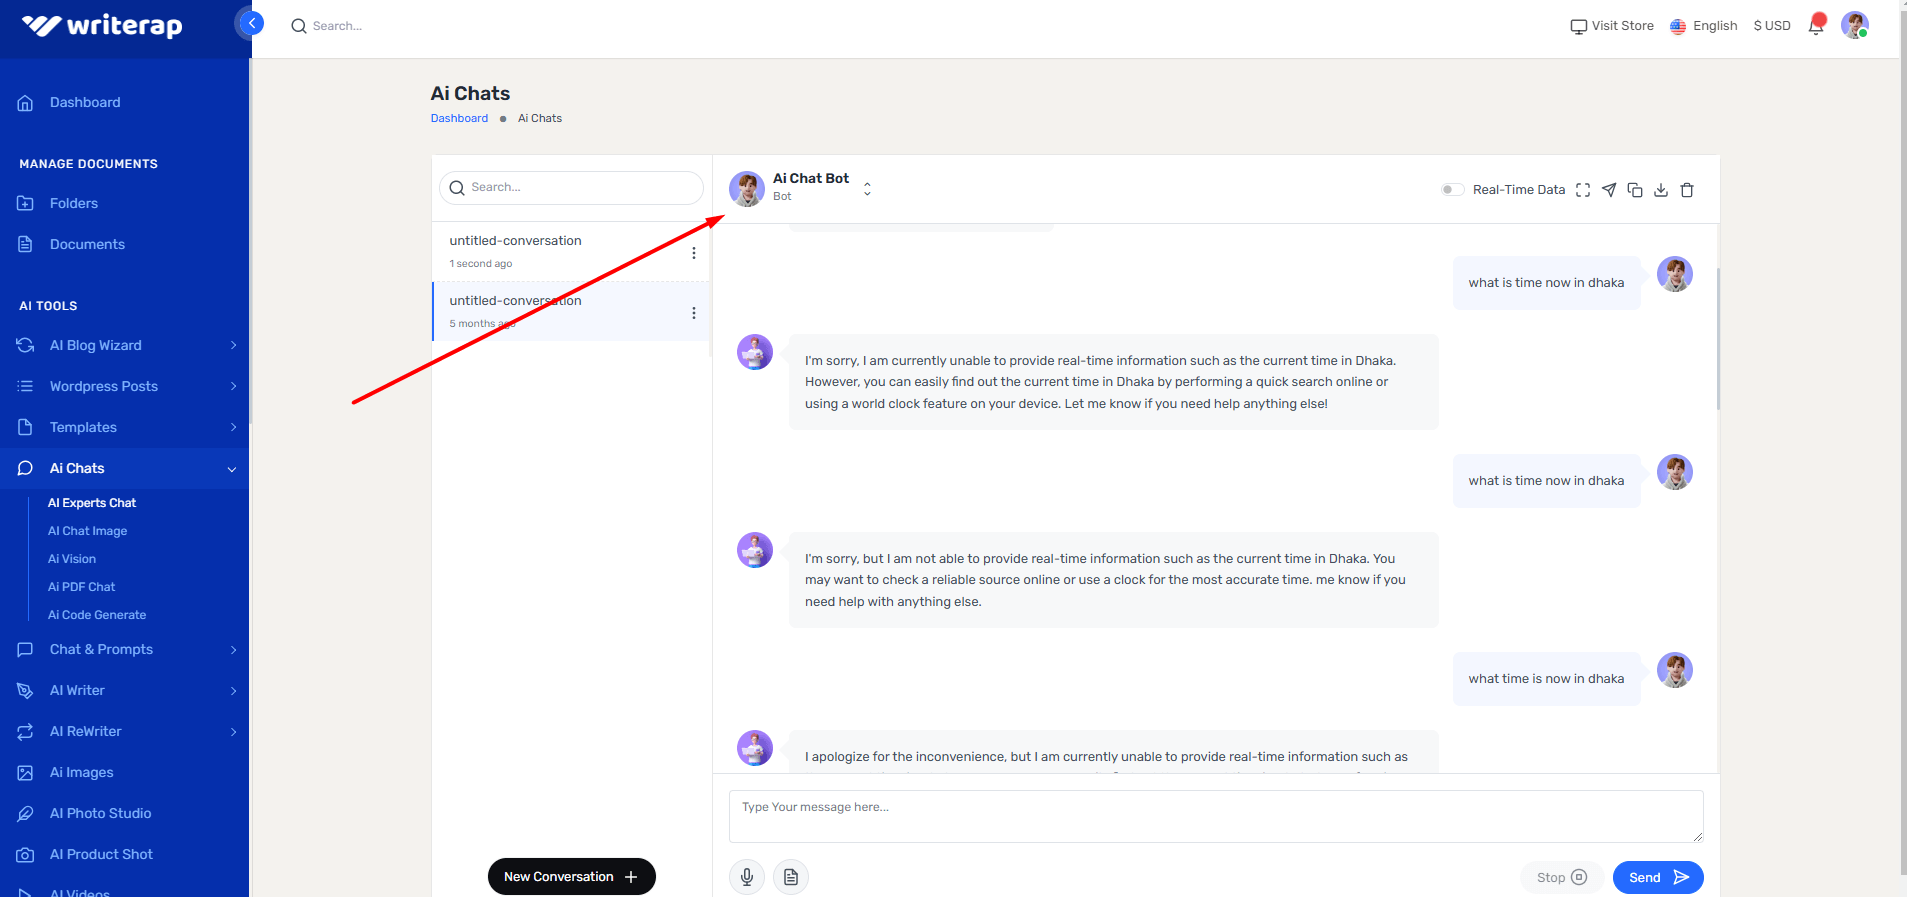 writerap
Search...
Visit Store
English
$ USD
Dashboard
MANAGE DOCUMENTS
Folders
Documents
AI TOOLS
AI Blog Wizard
Wordpress Posts
Templates
Ai Chats
AI Experts Chat
AI Chat Image
Ai Vision
Ai PDF Chat
Ai Code Generate
Chat & Prompts
AI Writer
AI ReWriter
Ai Images
AI Photo Studio
AI Product Shot
AI Videos
Ai Chats
Dashboard Ai Chats
Search...
untitled-conversation
1 second ago
untitled-conversation
5 months ago
New Conversation
Ai Chat Bot
Bot
Real-Time Data
what is time now in dhaka
I'm sorry, I am currently unable to provide real-time information such as the current time in Dhaka.
However, you can easily find out the current time in Dhaka by performing a quick search online or
using a world clock feature on your device. Let me know if you need help anything else!
what is time now in dhaka
I'm sorry, but I am not able to provide real-time information such as the current time in Dhaka. You
may want to check a reliable source online or use a clock for the most accurate time. me know if you
need help with anything else.
what time is now in dhaka
I apologize for the inconvenience, but I am currently unable to provide real-time information such as
Type Your message here...
Stop
Send